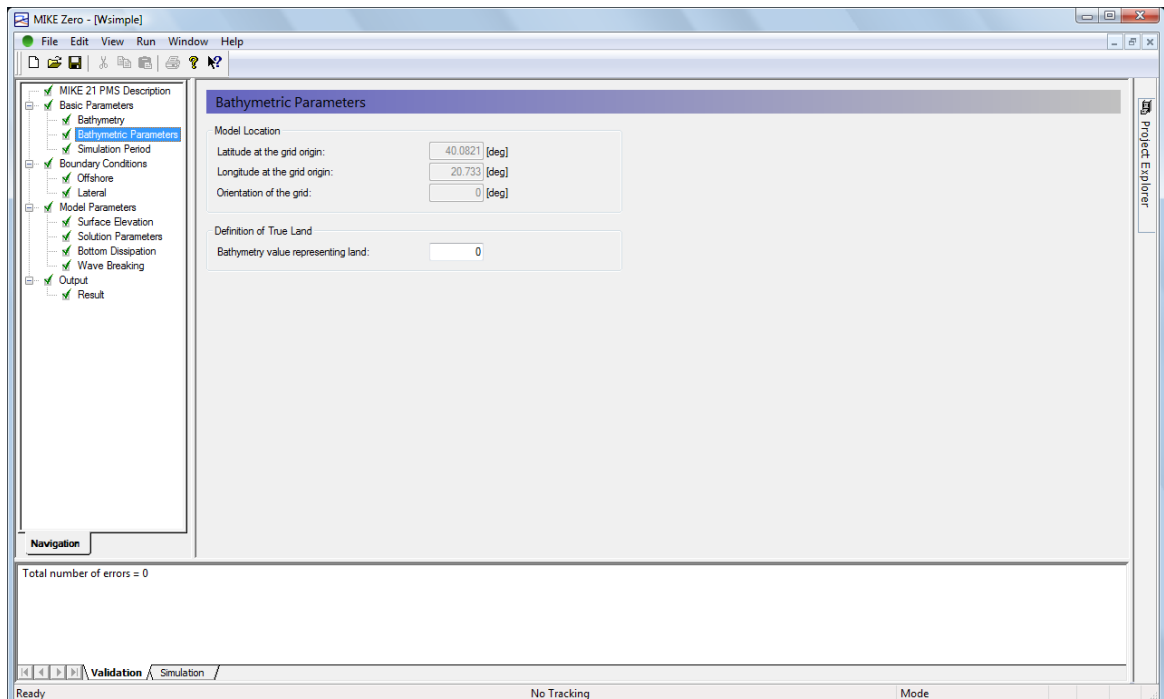 MIKE Zero - [Wsimple]
File Edit View Run Window Help
MIKE 21 PMS Description
Basic Parameters
Bathymetry
Bathymetric Parameters
Simulation Period
Boundary Conditions
Offshore
Lateral
Model Parameters
Surface Elevation
Solution Parameters
Bottom Dissipation
Wave Breaking
Output
Result
Navigation
Bathymetric Parameters
Model Location
Latitude at the grid origin: 40.0821 [deg]
Longitude at the grid origin: 20.733 [deg]
Orientation of the grid: 0 [deg]
Definition of True Land
Bathymetry value representing land: 0
Project Explorer
Total number of errors = 0
Validation Simulation
Ready No Tracking Mode